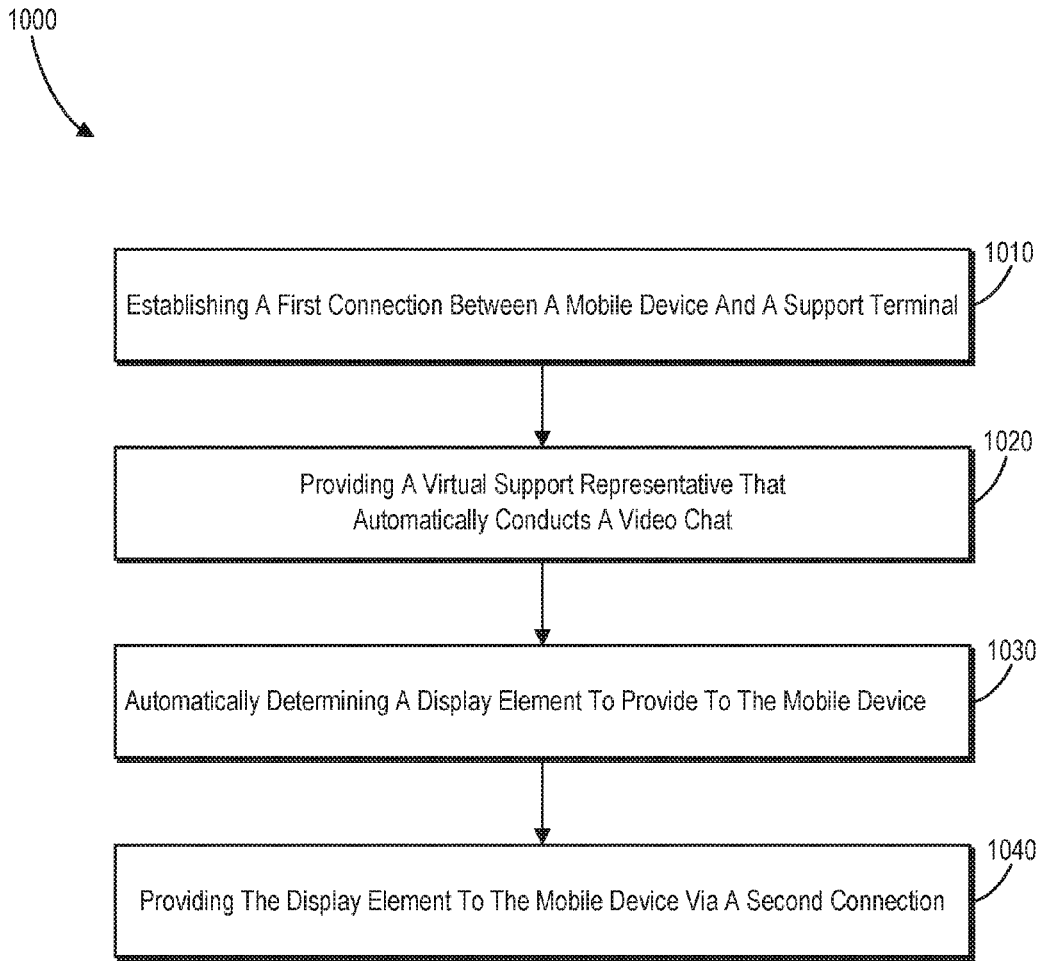 1000
1010
Establishing A First Connection Between A Mobile Device And A Support Terminal
1020
Providing A Virtual Support Representative That
Automatically Conducts A Video Chat
1030
Automatically Determining A Display Element To Provide To The Mobile Device
1040
Providing The Display Element To The Mobile Device Via A Second Connection